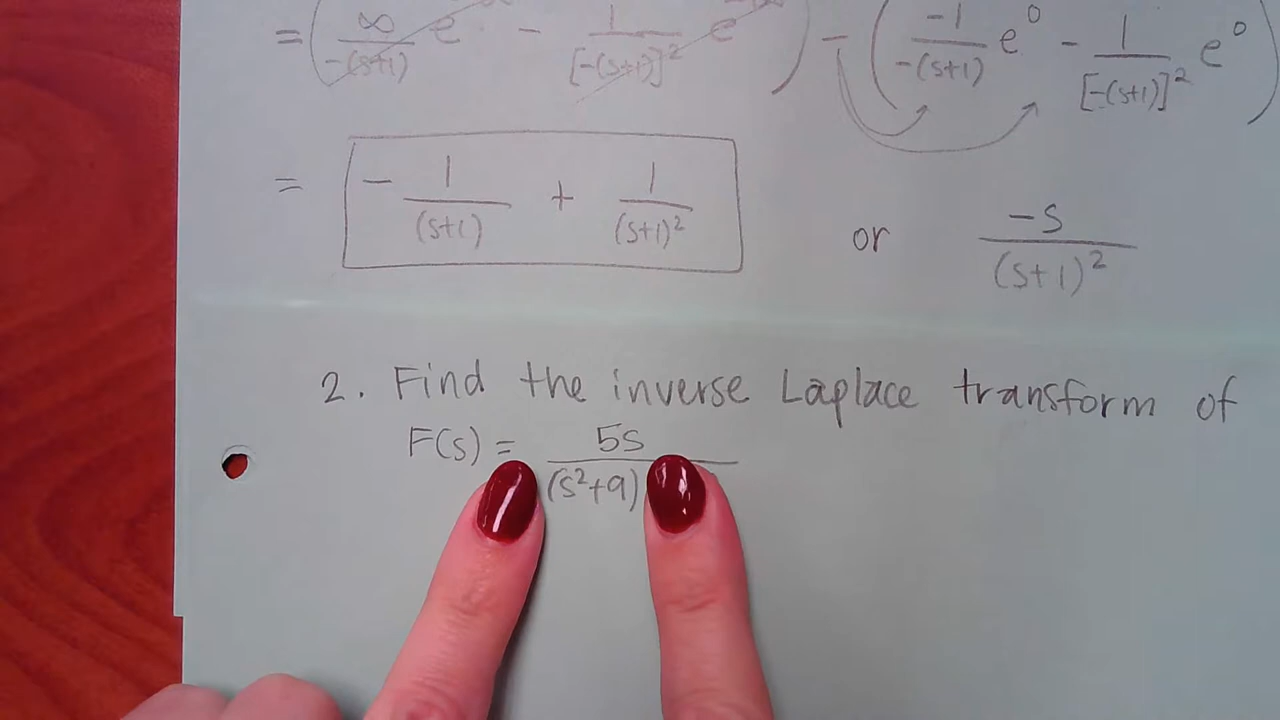 = ( ∞/-(s+1) e - 1/[-(s+1)]² e ) - ( -1/-(s+1) e⁰ - 1/[-(s+1)]² e⁰ )
= - 1/(s+1) + 1/(s+1)² or -s/(s+1)²
2. Find the inverse Laplace transform of
F(s) = 5s/(s²+9)